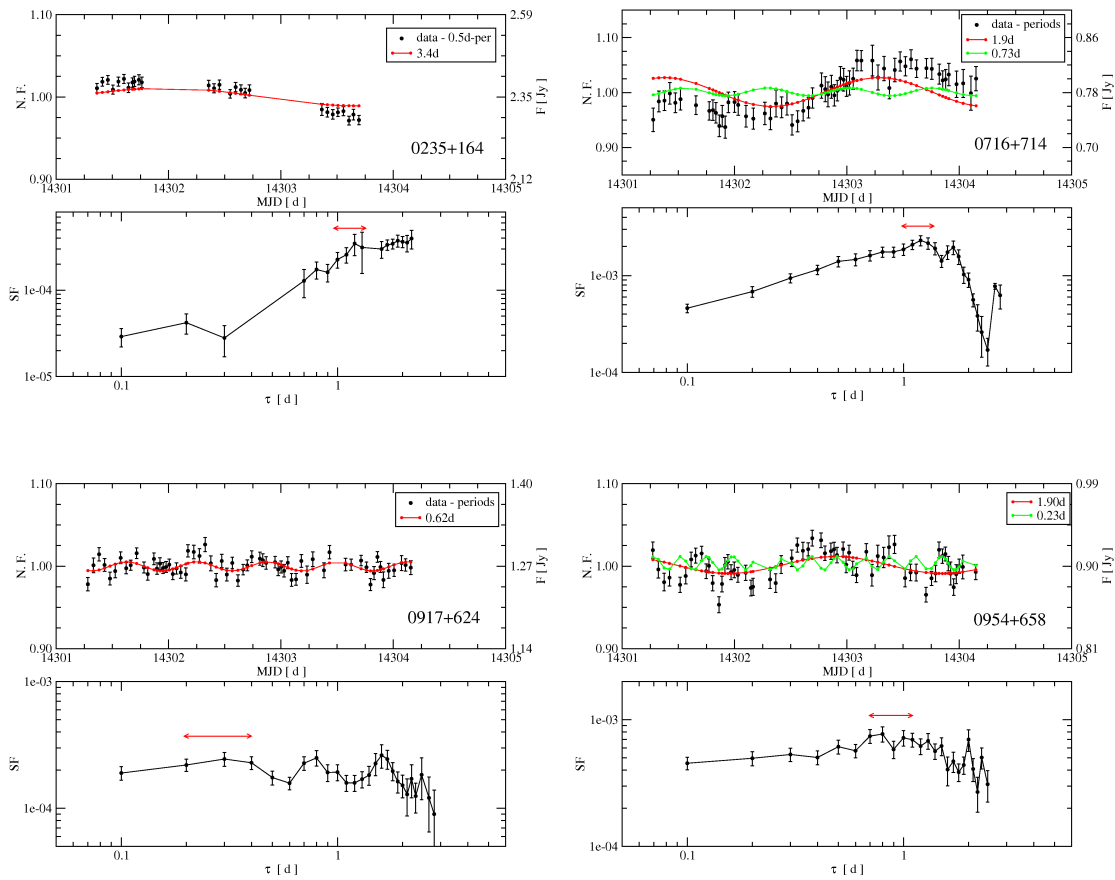 1.10
2.59
data - 0.5d-per
3.4d
N. F.
1.00
2.35
F [ Jy ]
0235+164
0.90
2.12
14301
14302
14303
14304
14305
MJD [ d ]
1e-04
SF
1e-05
0.1
1
τ [ d ]
1.10
0.86
data - periods
1.9d
0.73d
N. F.
1.00
0.78
F [ Jy ]
0.90
0.70
0716+714
14301
14302
14303
14304
14305
MJD [ d ]
1e-03
SF
1e-04
0.1
1
τ [ d ]
1.10
1.40
data - periods
0.62d
N. F.
1.00
1.27
F [ Jy ]
0917+624
0.90
1.14
14301
14302
14303
14304
14305
MJD [ d ]
1e-03
SF
1e-04
0.1
1
τ [ d ]
1.10
0.99
1.90d
0.23d
N. F.
1.00
0.90
F [ Jy ]
0954+658
0.90
0.81
14301
14302
14303
14304
14305
MJD [ d ]
1e-03
SF
1e-04
0.1
1
τ [ d ]